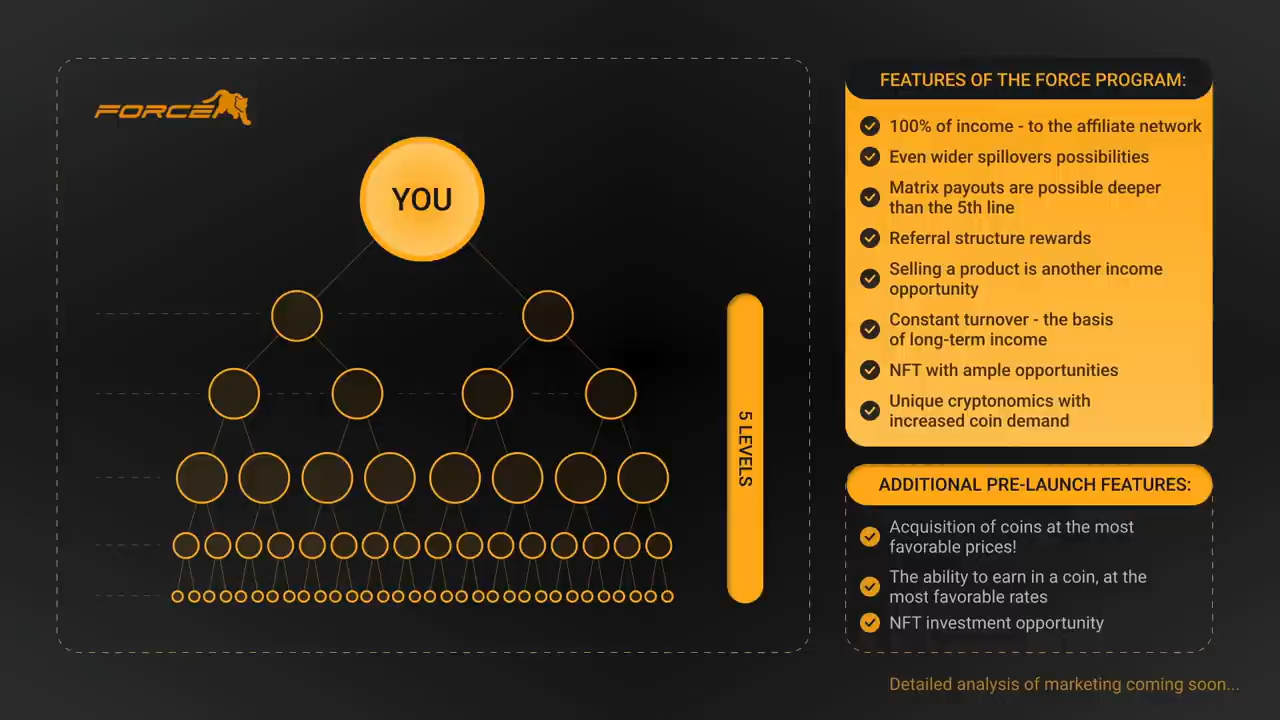 FORCE
YOU
5 LEVELS
FEATURES OF THE FORCE PROGRAM:
100% of income - to the affiliate network
Even wider spillovers possibilities
Matrix payouts are possible deeper
than the 5th line
Referral structure rewards
Selling a product is another income
opportunity
Constant turnover - the basis
of long-term income
NFT with ample opportunities
Unique cryptonomics with
increased coin demand
ADDITIONAL PRE-LAUNCH FEATURES:
Acquisition of coins at the most
favorable prices!
The ability to earn in a coin, at the
most favorable rates
NFT investment opportunity
Detailed analysis of marketing coming soon...